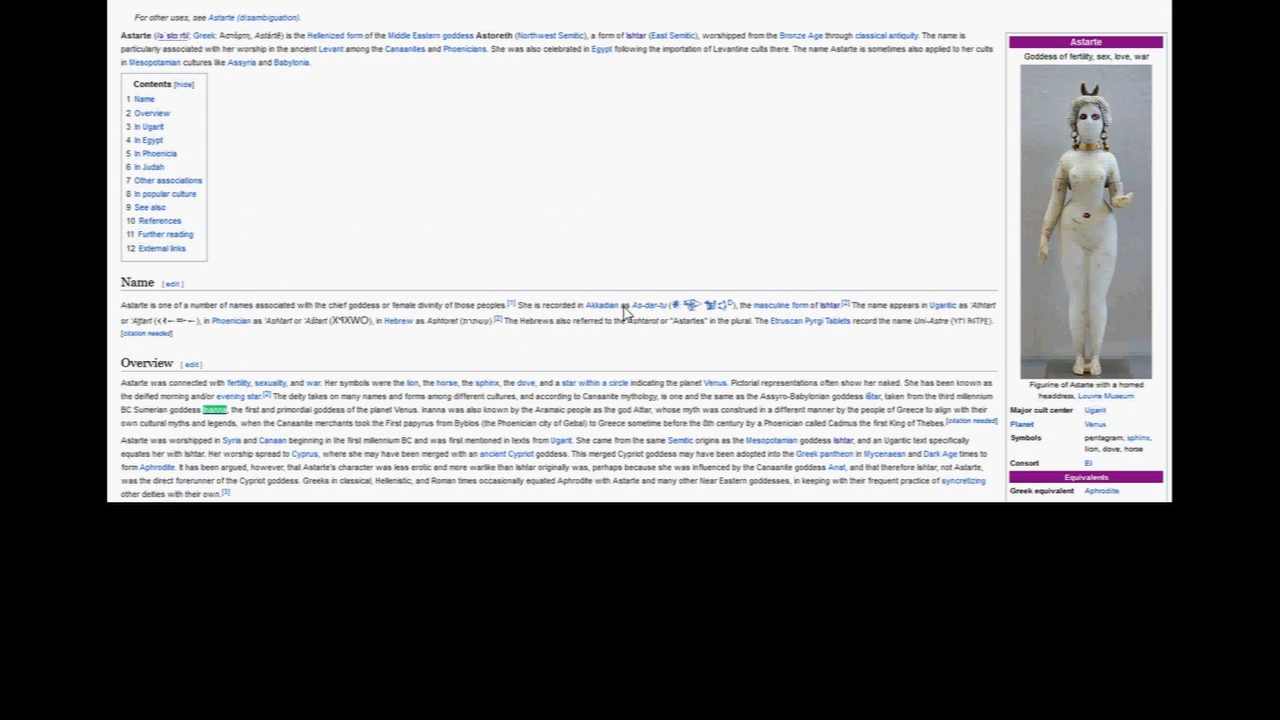 For other uses, see Astarte (disambiguation).
Astarte (/əˈstɑːrti/; Greek: Ἀστάρτη, Astártē) is the Hellenized form of the Middle Eastern goddess Astoreth (Northwest Semitic), a form of Ishtar (East Semitic), worshipped from the Bronze Age through classical antiquity. The name is
particularly associated with her worship in the ancient Levant among the Canaanites and Phoenicians. She was also celebrated in Egypt following the importation of Levantine cults there. The name Astarte is sometimes also applied to her cults
in Mesopotamian cultures like Assyria and Babylonia.
Contents [hide]
1 Name
2 Overview
3 In Ugarit
4 In Egypt
5 In Phoenicia
6 In Judah
7 Other associations
8 In popular culture
9 See also
10 References
11 Further reading
12 External links
Name [ edit ]
Astarte is one of a number of names associated with the chief goddess or female divinity of those peoples.[1] She is recorded in Akkadian as As-dar-tu ( ), the masculine form of Ishtar.[2] The name appears in Ugaritic as 'Athtart
or 'Aṯtart ( ), in Phoenician as 'Ashtart or 'Aštart ( ), in Hebrew as Ashtoret (עשתרת).[2] The Hebrews also referred to the Ashtarot or "Astartes" in the plural. The Etruscan Pyrgi Tablets record the name Uni-Astre ( ).
[citation needed]
Overview [ edit ]
Astarte was connected with fertility, sexuality, and war. Her symbols were the lion, the horse, the sphinx, the dove, and a star within a circle indicating the planet Venus. Pictorial representations often show her naked. She has been known as
the deified morning and/or evening star.[2] The deity takes on many names and forms among different cultures, and according to Canaanite mythology, is one and the same as the Assyro-Babylonian goddess Ištar, taken from the third millennium
BC Sumerian goddess Inanna, the first and primordial goddess of the planet Venus. Inanna was also known by the Aramaic people as the god Attar, whose myth was construed in a different manner by the people of Greece to align with their
own cultural myths and legends, when the Canaanite merchants took the First papyrus from Byblos (the Phoenician city of Gebal) to Greece sometime before the 8th century by a Phoenician called Cadmus the first King of Thebes.[citation needed]
Astarte was worshipped in Syria and Canaan beginning in the first millennium BC and was first mentioned in texts from Ugarit. She came from the same Semitic origins as the Mesopotamian goddess Ishtar, and an Ugaritic text specifically
equates her with Ishtar. Her worship spread to Cyprus, where she may have been merged with an ancient Cypriot goddess. This merged Cypriot goddess may have been adopted into the Greek pantheon in Mycenaean and Dark Age times to
form Aphrodite. It has been argued, however, that Astarte's character was less erotic and more warlike than Ishtar originally was, perhaps because she was influenced by the Canaanite goddess Anat, and that therefore Ishtar, not Astarte,
was the direct forerunner of the Cypriot goddess. Greeks in classical, Hellenistic, and Roman times occasionally equated Aphrodite with Astarte and many other Near Eastern goddesses, in keeping with their frequent practice of syncretizing
other deities with their own.[3]
Astarte
Goddess of fertility, sex, love, war
Figurine of Astarte with a horned
headdress, Louvre Museum
Major cult center Ugarit
Planet Venus
Symbols pentagram, sphinx,
lion, dove, horse
Consort El
Equivalents
Greek equivalent Aphrodite